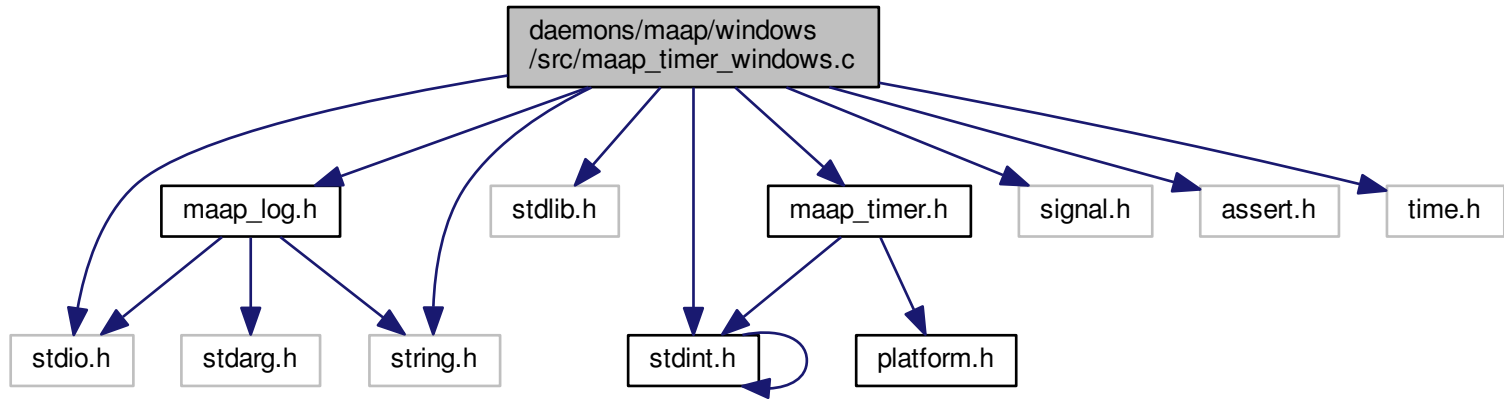 daemons/maap/windows
/src/maap_timer_windows.c
maap_log.h
stdlib.h
maap_timer.h
signal.h
assert.h
time.h
stdio.h
stdarg.h
string.h
stdint.h
platform.h